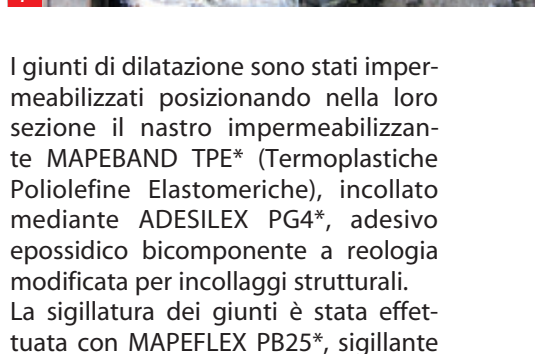 I giunti di dilatazione sono stati imper-
meabilizzati posizionando nella loro
sezione il nastro impermeabilizzan-
te MAPEBAND TPE* (Termoplastiche
Poliolefine Elastomeriche), incollato
mediante ADESILEX PG4*, adesivo
epossidico bicomponente a reologia
modificata per incollaggi strutturali.
La sigillatura dei giunti è stata effet-
tuata con MAPEFLEX PB25*, sigillante